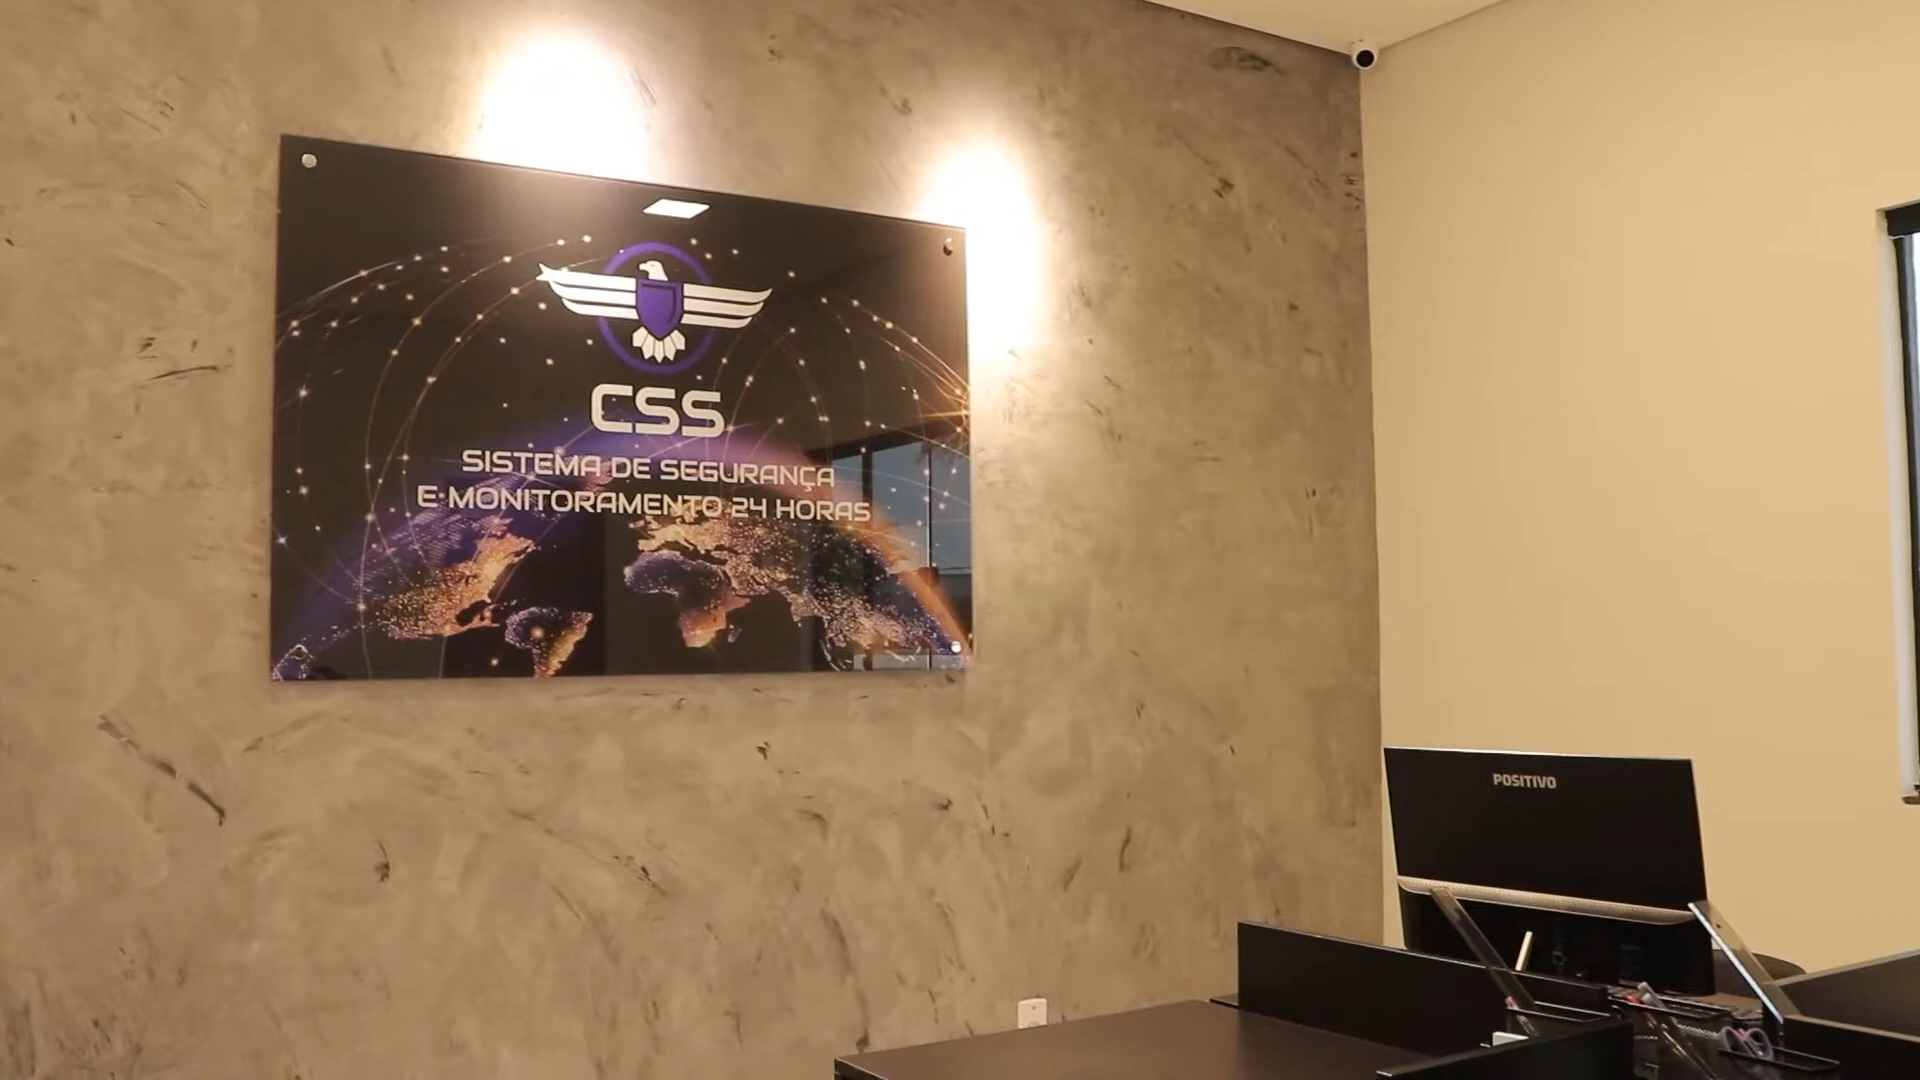 CSS
SISTEMA DE SEGURANÇA
E MONITORAMENTO 24 HORAS
POSITIVO